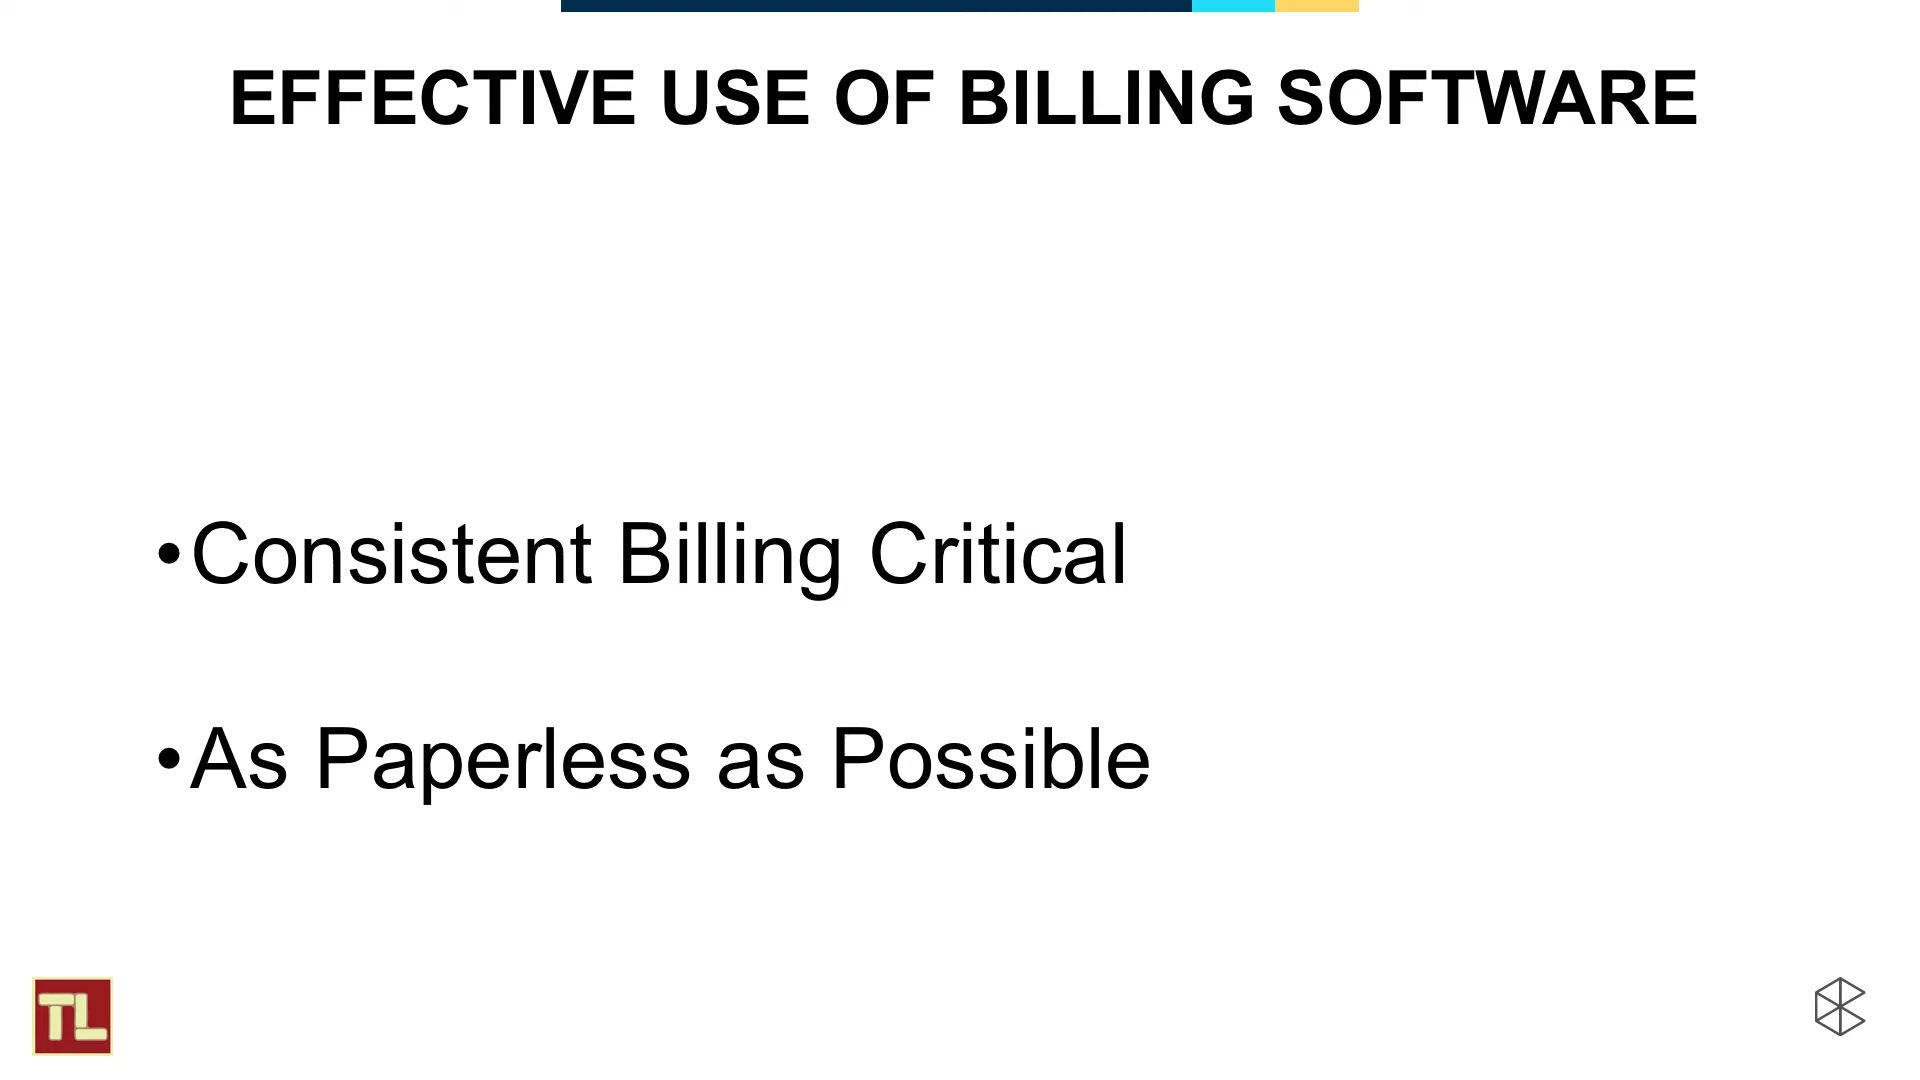 EFFECTIVE USE OF BILLING SOFTWARE
•Consistent Billing Critical
•As Paperless as Possible
TL